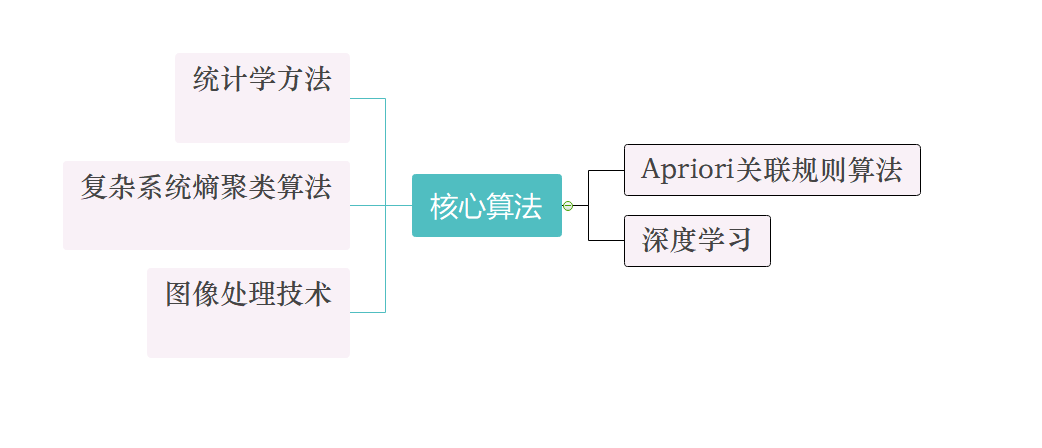 统计学方法
复杂系统熵聚类算法
图像处理技术
核心算法
Apriori关联规则算法
深度学习